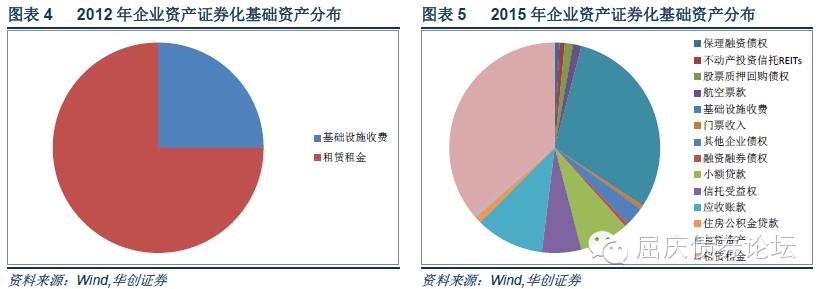 图表 4 2012 年企业资产证券化基础资产分布
基础设施收费
租赁租金
资料来源：Wind,华创证券
图表 5 2015 年企业资产证券化基础资产分布
保理融资债权
不动产投资信托REITs
股票质押回购债权
航空票款
基础设施收费
门票收入
其他企业债权
融资融券债权
小额贷款
信托受益权
应收账款
住房公积金贷款
租赁租金
资料来源：Wind,华创证券
屈庆债券论坛